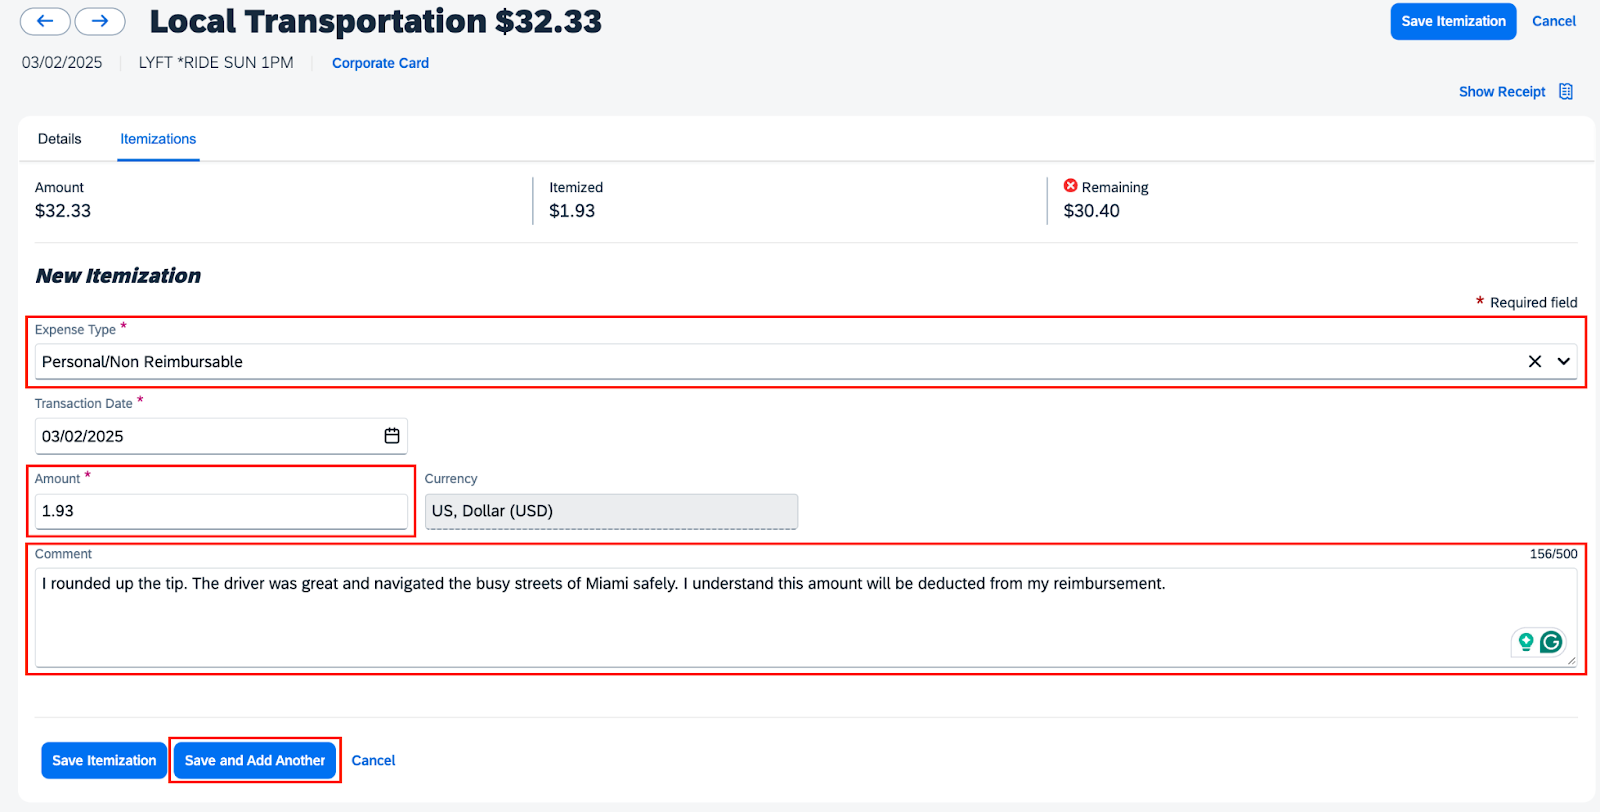 Local Transportation $32.33
Save Itemization
Cancel
03/02/2025
LYFT *RIDE SUN 1PM
Corporate Card
Show Receipt
Details
Itemizations
Amount
$32.33
Itemized
$1.93
Remaining
$30.40
New Itemization
* Required field
Expense Type *
Personal/Non Reimbursable
Transaction Date *
03/02/2025
Amount *
1.93
Currency
US, Dollar (USD)
Comment
156/500
I rounded up the tip. The driver was great and navigated the busy streets of Miami safely. I understand this amount will be deducted from my reimbursement.
Save Itemization
Save and Add Another
Cancel